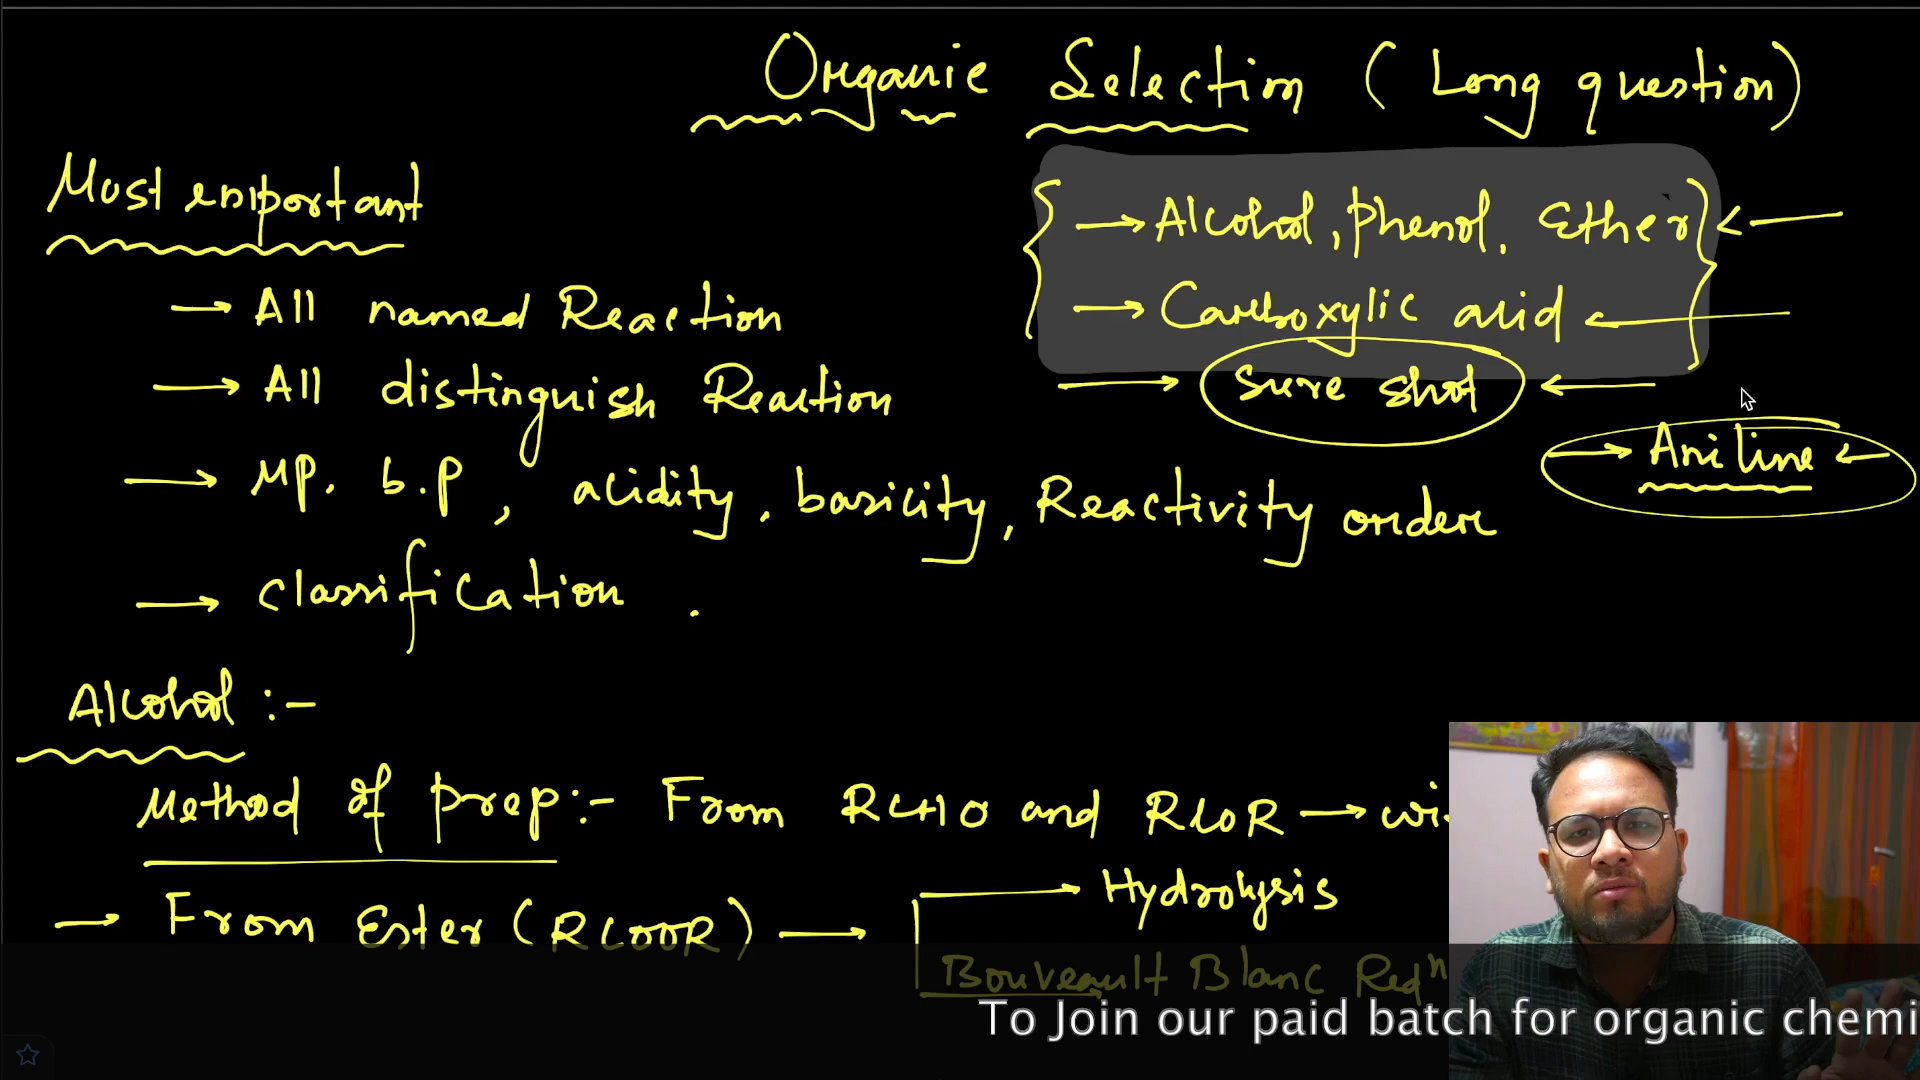 Organic Selection (Long question)
Most important
→ Alcohol, phenol, Ether ←
→ Carboxylic acid ←
→ All named Reaction
→ All distinguish Reaction
→ Sure shot ←
→ Aniline ←
→ MP. b.p, acidity, basicity, Reactivity order
→ classification.
Alcohol :-
Method of prep :- From RCHO and RCOR →
→ From Ester (RCOOR) → Hydrolysis
Bouveault Blanc Redⁿ
To Join our paid batch for organic chemi